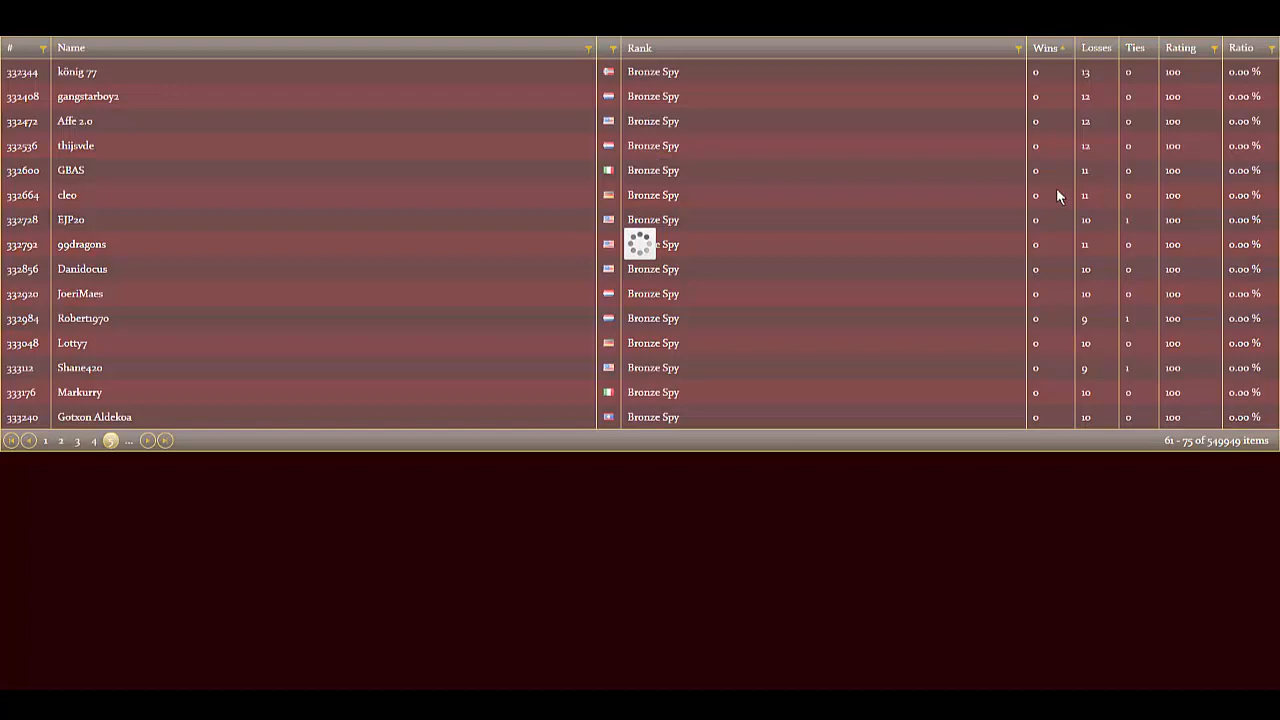 # Name Rank Wins Losses Ties Rating Ratio
332344 könig 77 Bronze Spy 0 13 0 100 0.00 %
332408 gangstarboy2 Bronze Spy 0 12 0 100 0.00 %
332472 Affe 2.0 Bronze Spy 0 12 0 100 0.00 %
332536 thijsvde Bronze Spy 0 12 0 100 0.00 %
332600 GBAS Bronze Spy 0 11 0 100 0.00 %
332664 cleo Bronze Spy 0 11 0 100 0.00 %
332728 EJP20 Bronze Spy 0 10 1 100 0.00 %
332792 99dragons Spy 0 11 0 100 0.00 %
332856 Danidocus Bronze Spy 0 10 0 100 0.00 %
332920 JoeriMaes Bronze Spy 0 10 0 100 0.00 %
332984 Robert1970 Bronze Spy 0 9 1 100 0.00 %
333048 Lotty7 Bronze Spy 0 10 0 100 0.00 %
333112 Shane420 Bronze Spy 0 9 1 100 0.00 %
333176 Markurry Bronze Spy 0 10 0 100 0.00 %
333240 Gotxon Aldekoa Bronze Spy 0 10 0 100 0.00 %
1 2 3 4 5 ... 61 - 75 of 549949 items